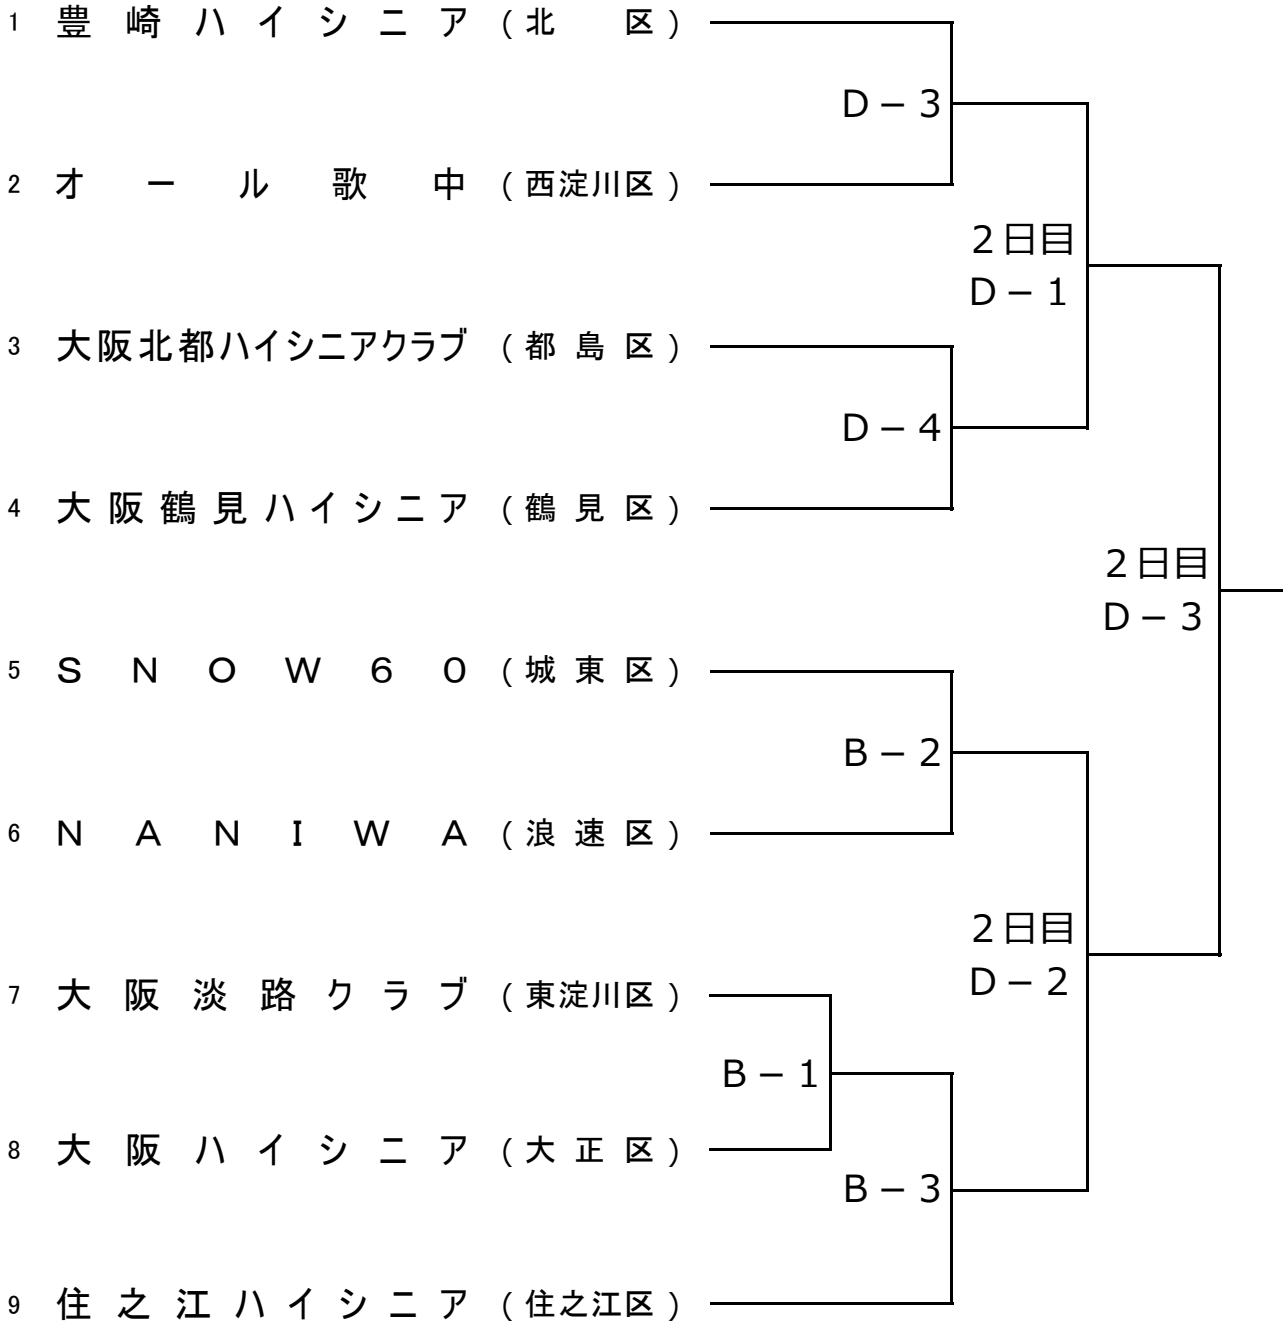 1 豊崎ハイシニア (北 区)
D－3
2 オール歌中 (西淀川区)
2日目
D－1
3 大阪北都ハイシニアクラブ (都島区)
D－4
4 大阪鶴見ハイシニア (鶴見区)
2日目
D－3
5 SNOW60 (城東区)
B－2
6 NANIWA (浪速区)
2日目
D－2
7 大阪淡路クラブ (東淀川区)
B－1
8 大阪ハイシニア (大正区)
B－3
9 住之江ハイシニア (住之江区)